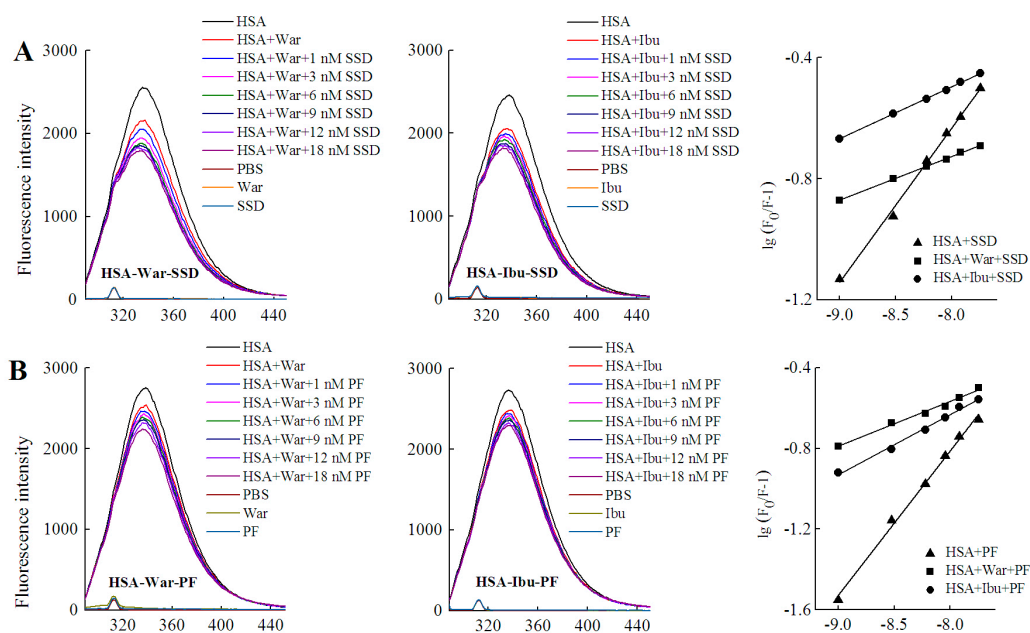 A
Fluorescence intensity
3000
2000
1000
0
320
360
400
440
HSA
HSA+War
HSA+War+1 nM SSD
HSA+War+3 nM SSD
HSA+War+6 nM SSD
HSA+War+9 nM SSD
HSA+War+12 nM SSD
HSA+War+18 nM SSD
PBS
War
SSD
HSA-War-SSD
3000
2000
1000
0
320
360
400
440
HSA
HSA+Ibu
HSA+Ibu+1 nM SSD
HSA+Ibu+3 nM SSD
HSA+Ibu+6 nM SSD
HSA+Ibu+9 nM SSD
HSA+Ibu+12 nM SSD
HSA+Ibu+18 nM SSD
PBS
Ibu
SSD
HSA-Ibu-SSD
lg (F0/F-1)
-0.4
-0.8
-1.2
-9.0
-8.5
-8.0
HSA+SSD
HSA+War+SSD
HSA+Ibu+SSD
B
Fluorescence intensity
3000
2000
1000
0
320
360
400
440
HSA
HSA+War
HSA+War+1 nM PF
HSA+War+3 nM PF
HSA+War+6 nM PF
HSA+War+9 nM PF
HSA+War+12 nM PF
HSA+War+18 nM PF
PBS
War
PF
HSA-War-PF
3000
2000
1000
0
320
360
400
440
HSA
HSA+Ibu
HSA+Ibu+1 nM PF
HSA+Ibu+3 nM PF
HSA+Ibu+6 nM PF
HSA+Ibu+9 nM PF
HSA+Ibu+12 nM PF
HSA+Ibu+18 nM PF
PBS
Ibu
PF
HSA-Ibu-PF
lg (F0/F-1)
-0.4
-0.8
-1.2
-1.6
-9.0
-8.5
-8.0
HSA+PF
HSA+War+PF
HSA+Ibu+PF